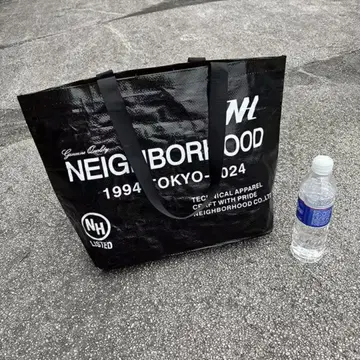 NH
Genuine Quality
NEIGHBORHOOD
1994 TOKYO-2024
TECHNICAL APPAREL
CRAFT WITH PRIDE
NEIGHBORHOOD CO.,LTD
NH
LISTED